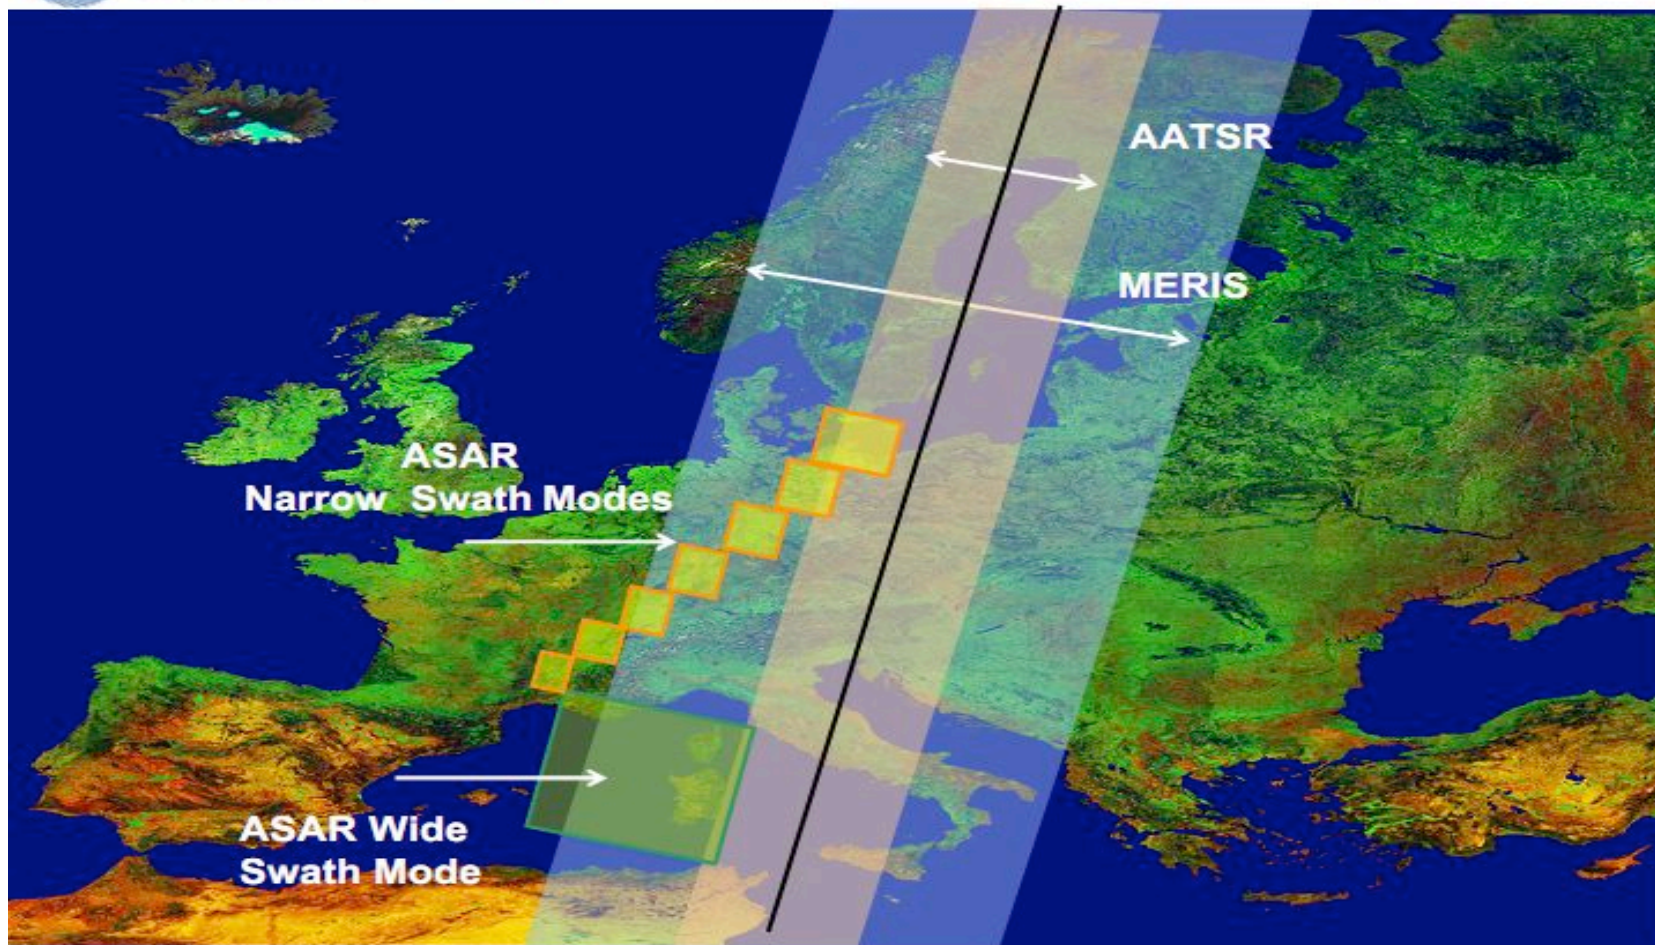 AATSR
MERIS
ASAR
Narrow Swath Modes
ASAR Wide
Swath Mode